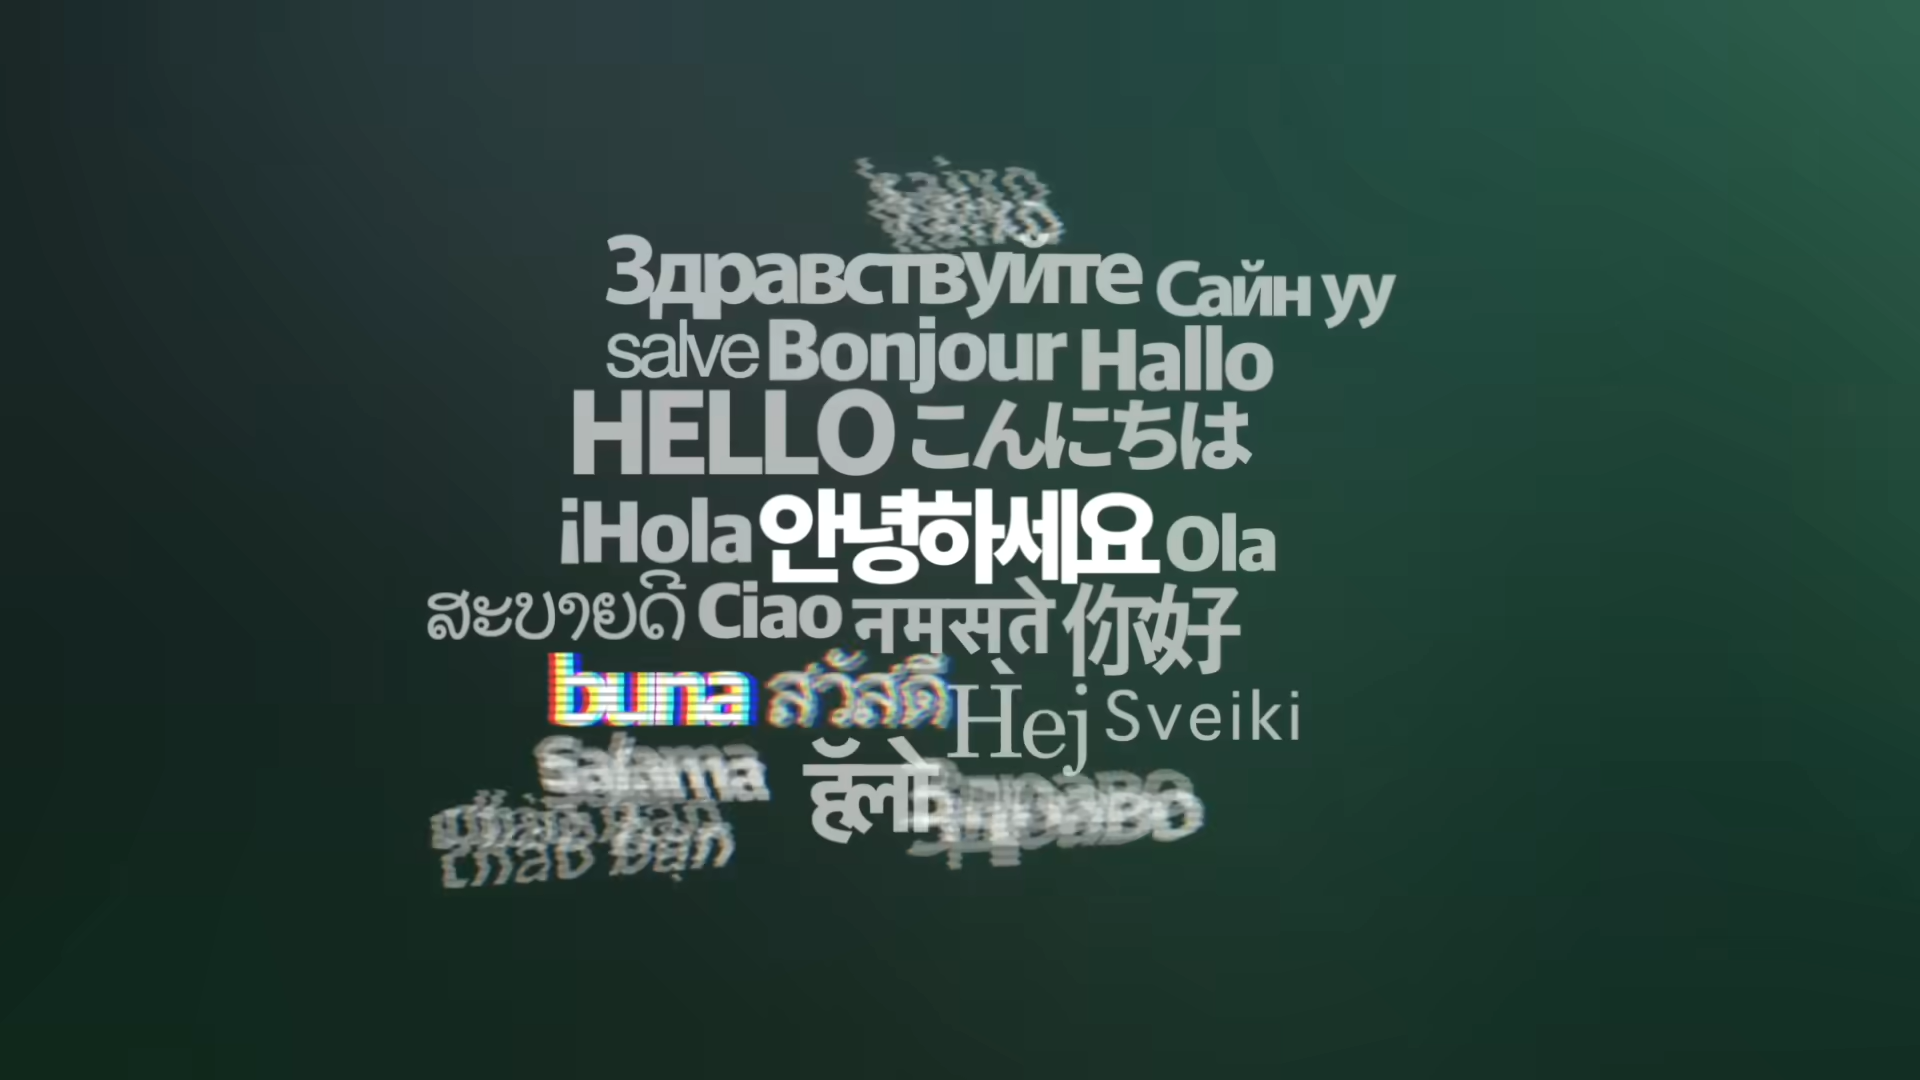 Здравствуйте Сайн уу
salve Bonjour Hallo
HELLO こんにちは
¡Hola 안녕하세요 Ola
ສະບາຍດີ Ciao नमस्ते 你好
buna สวัสดี Hej Sveiki
Salama हॅलो